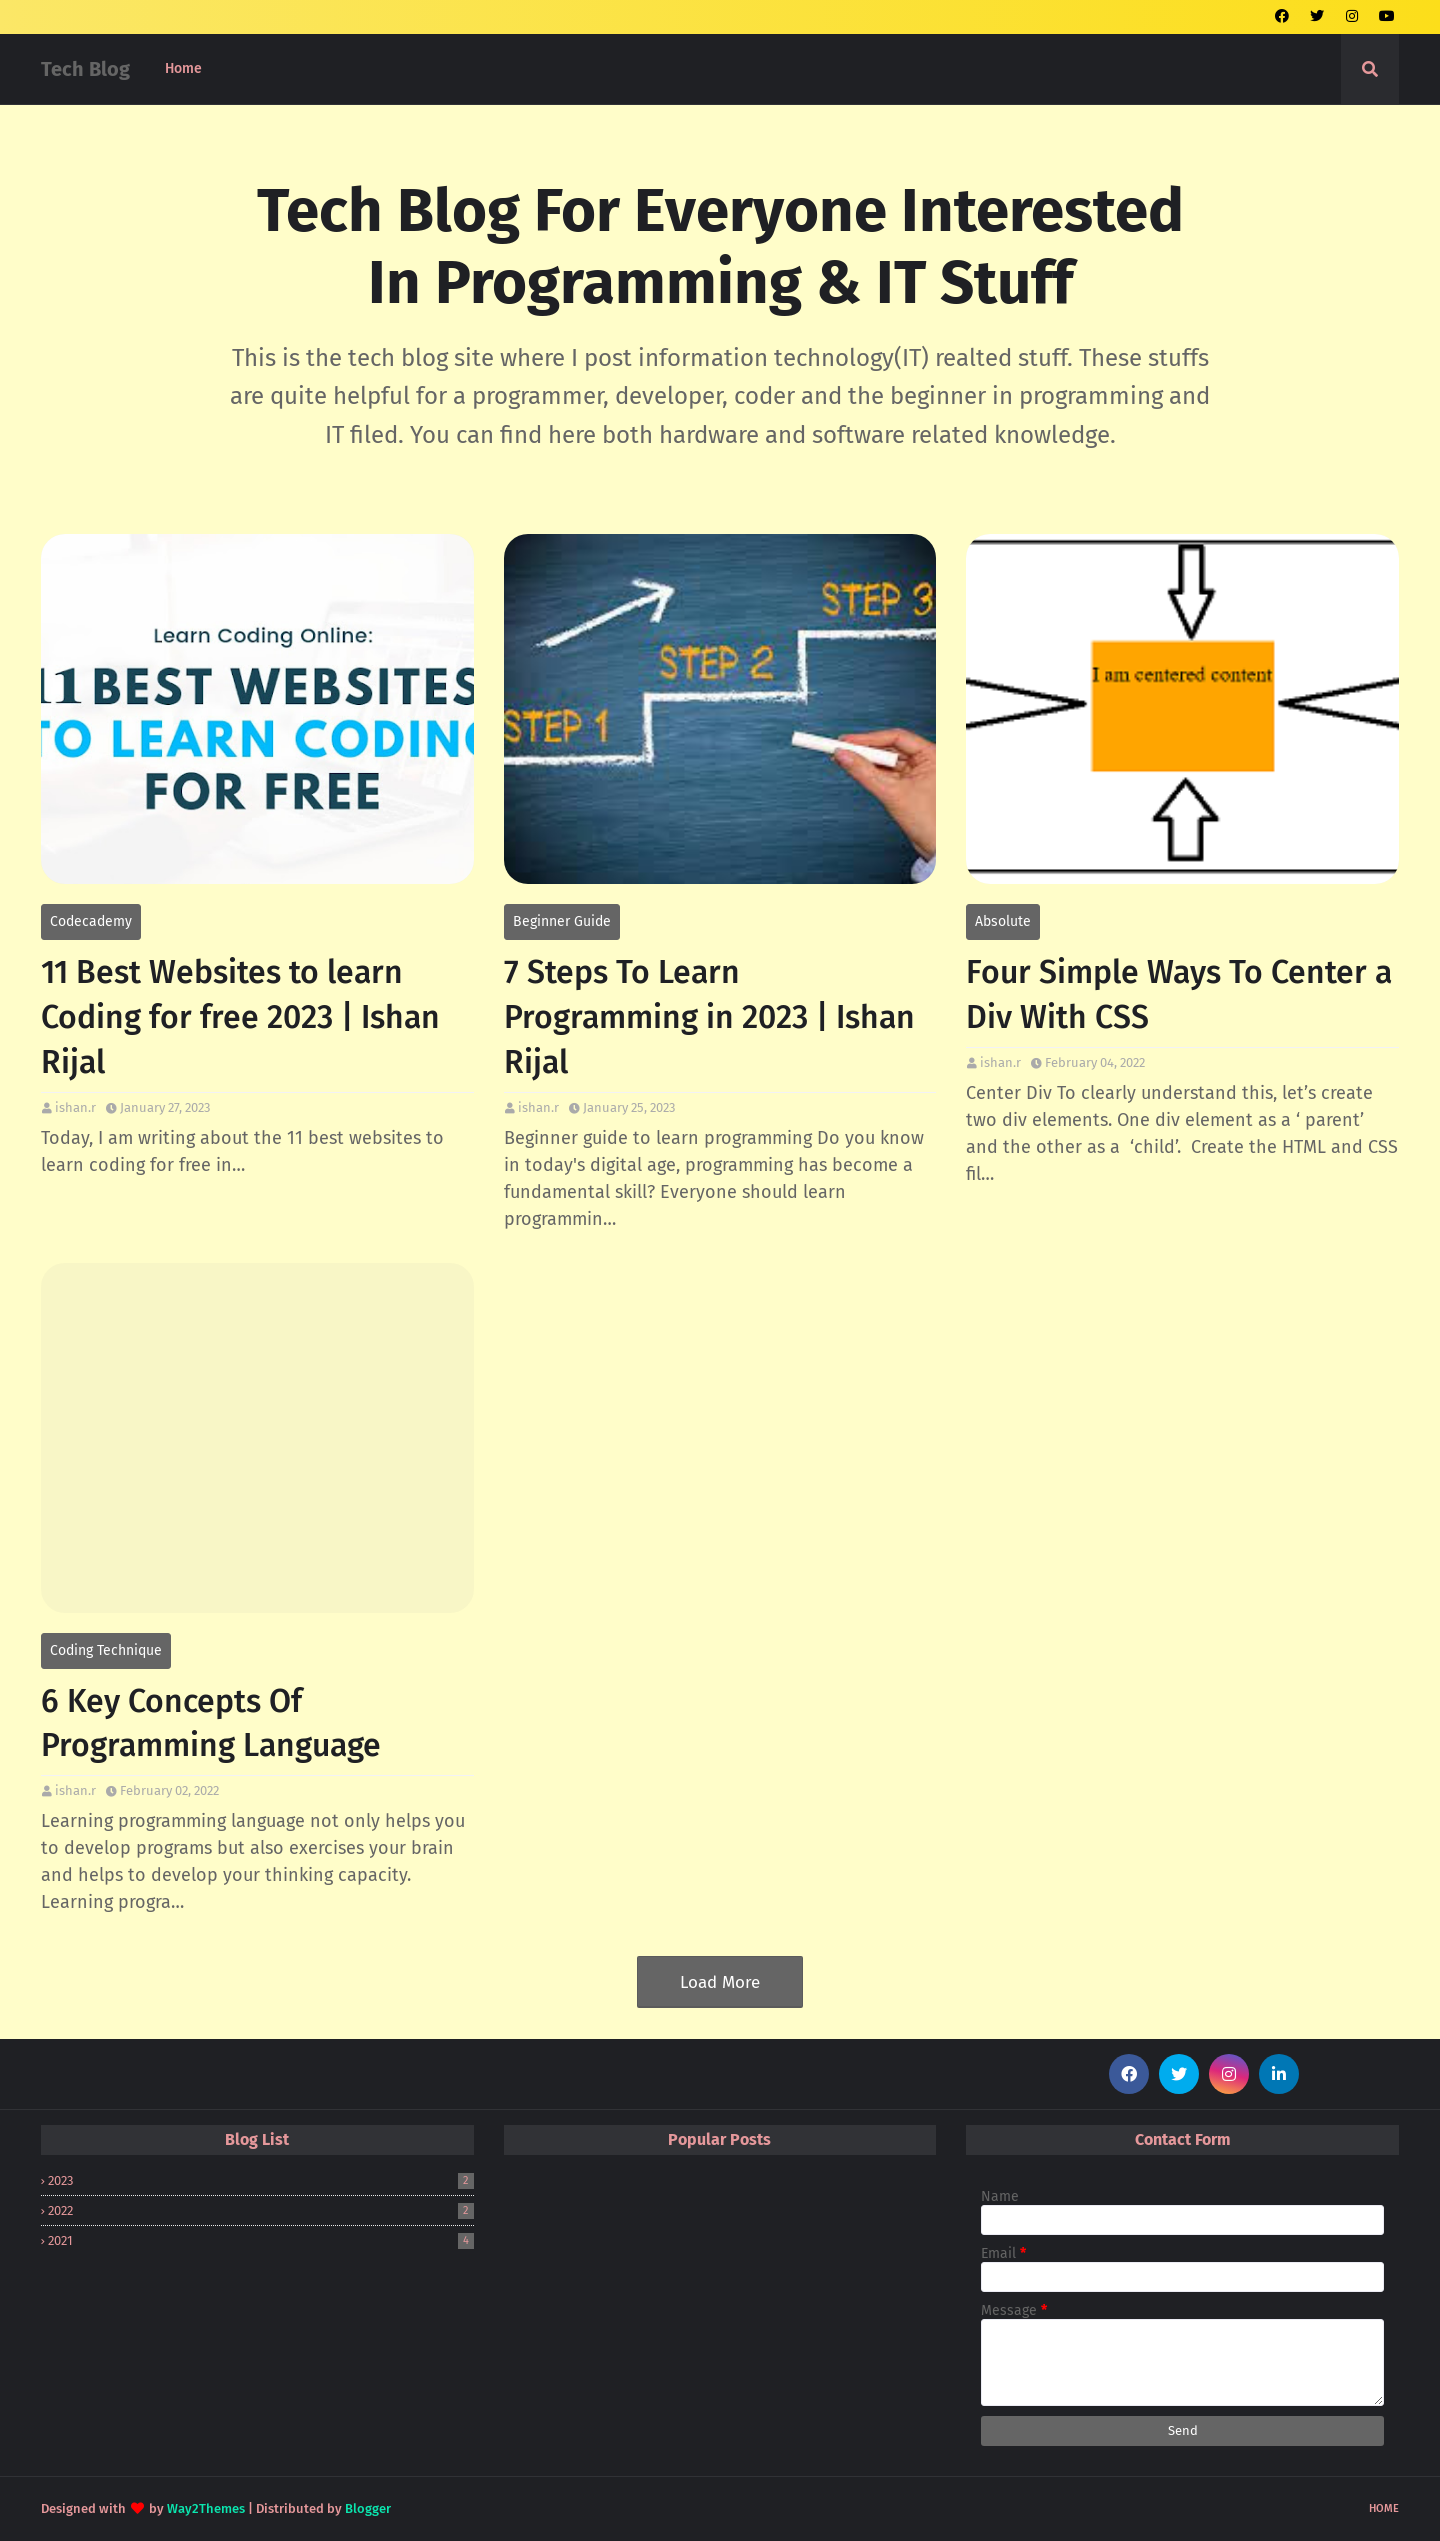 Tech Blog
Home
Tech Blog For Everyone Interested
In Programming & IT Stuff
This is the tech blog site where I post information technology(IT) realted stuff. These stuffs
are quite helpful for a programmer, developer, coder and the beginner in programming and
IT filed. You can find here both hardware and software related knowledge.
Learn Coding Online:
11 BEST WEBSITES
TO LEARN CODING
FOR FREE
STEP 1
STEP 2
STEP 3
I am centered content
Codecademy
11 Best Websites to learn
Coding for free 2023 | Ishan
Rijal
ishan.r January 27, 2023
Today, I am writing about the 11 best websites to
learn coding for free in...
Beginner Guide
7 Steps To Learn
Programming in 2023 | Ishan
Rijal
ishan.r January 25, 2023
Beginner guide to learn programming Do you know
in today's digital age, programming has become a
fundamental skill? Everyone should learn
programmin...
Absolute
Four Simple Ways To Center a
Div With CSS
ishan.r February 04, 2022
Center Div To clearly understand this, let’s create
two div elements. One div element as a ‘ parent’
and the other as a  ‘child’.  Create the HTML and CSS
fil...
Coding Technique
6 Key Concepts Of
Programming Language
ishan.r February 02, 2022
Learning programming language not only helps you
to develop programs but also exercises your brain
and helps to develop your thinking capacity.
Learning progra...
Load More
Blog List
› 2023 2
› 2022 2
› 2021 4
Popular Posts
Contact Form
Name
Email *
Message *
Send
Designed with by Way2Themes | Distributed by Blogger
HOME